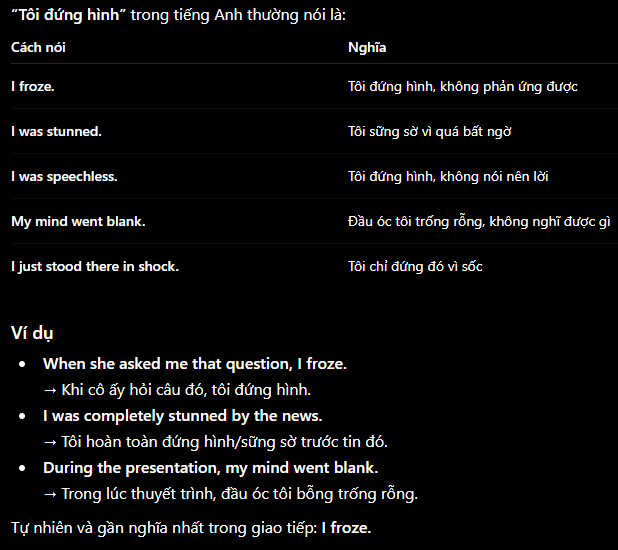 “Tôi đứng hình” trong tiếng Anh thường nói là:
Cách nói Nghĩa
I froze. Tôi đứng hình, không phản ứng được
I was stunned. Tôi sững sờ vì quá bất ngờ
I was speechless. Tôi đứng hình, không nói nên lời
My mind went blank. Đầu óc tôi trống rỗng, không nghĩ được gì
I just stood there in shock. Tôi chỉ đứng đó vì sốc
Ví dụ
• When she asked me that question, I froze.
→ Khi cô ấy hỏi câu đó, tôi đứng hình.
• I was completely stunned by the news.
→ Tôi hoàn toàn đứng hình/sững sờ trước tin đó.
• During the presentation, my mind went blank.
→ Trong lúc thuyết trình, đầu óc tôi bỗng trống rỗng.
Tự nhiên và gần nghĩa nhất trong giao tiếp: I froze.